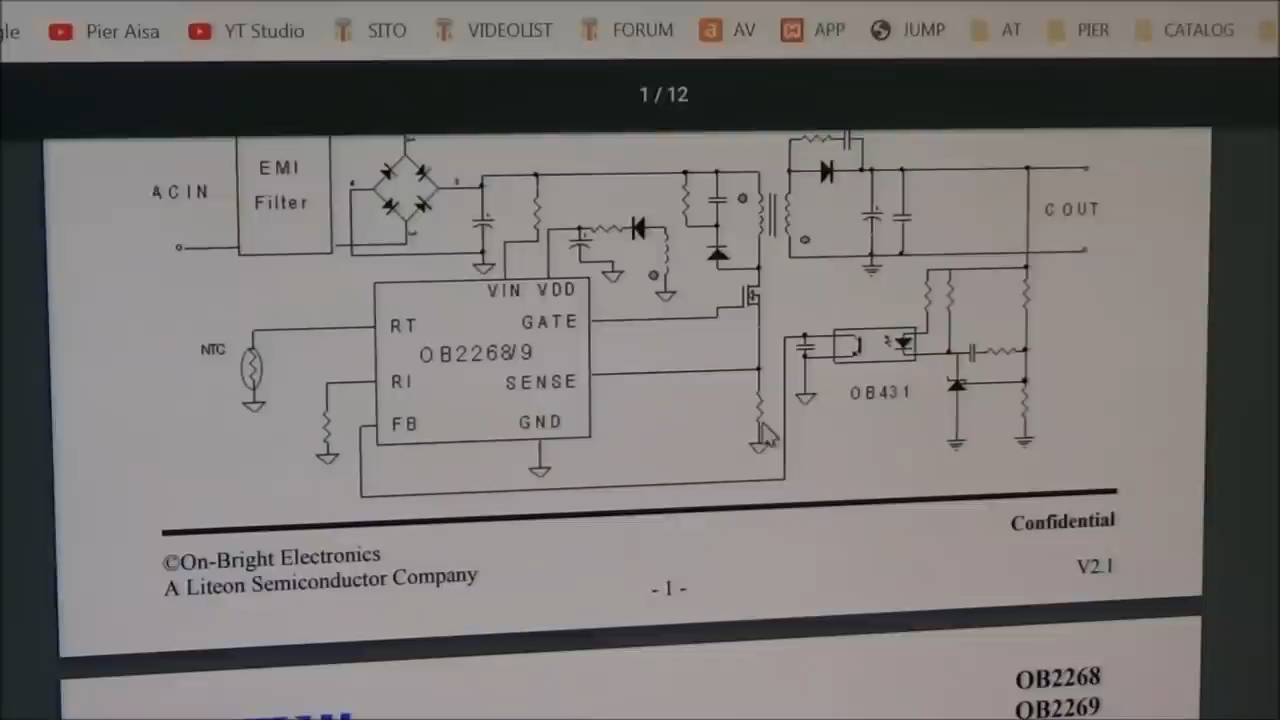 gle Pier Aisa YT Studio SITO VIDEOLIST FORUM AV APP JUMP AT PIER CATALOG
1 / 12
EMI
Filter
AC IN
C OUT
VIN VDD
RT GATE
NTC
OB2268/9
RI SENSE
OB431
FB GND
Confidential
©On-Bright Electronics
A Liteon Semiconductor Company
V2.1
- 1 -
OB2268
OB2269